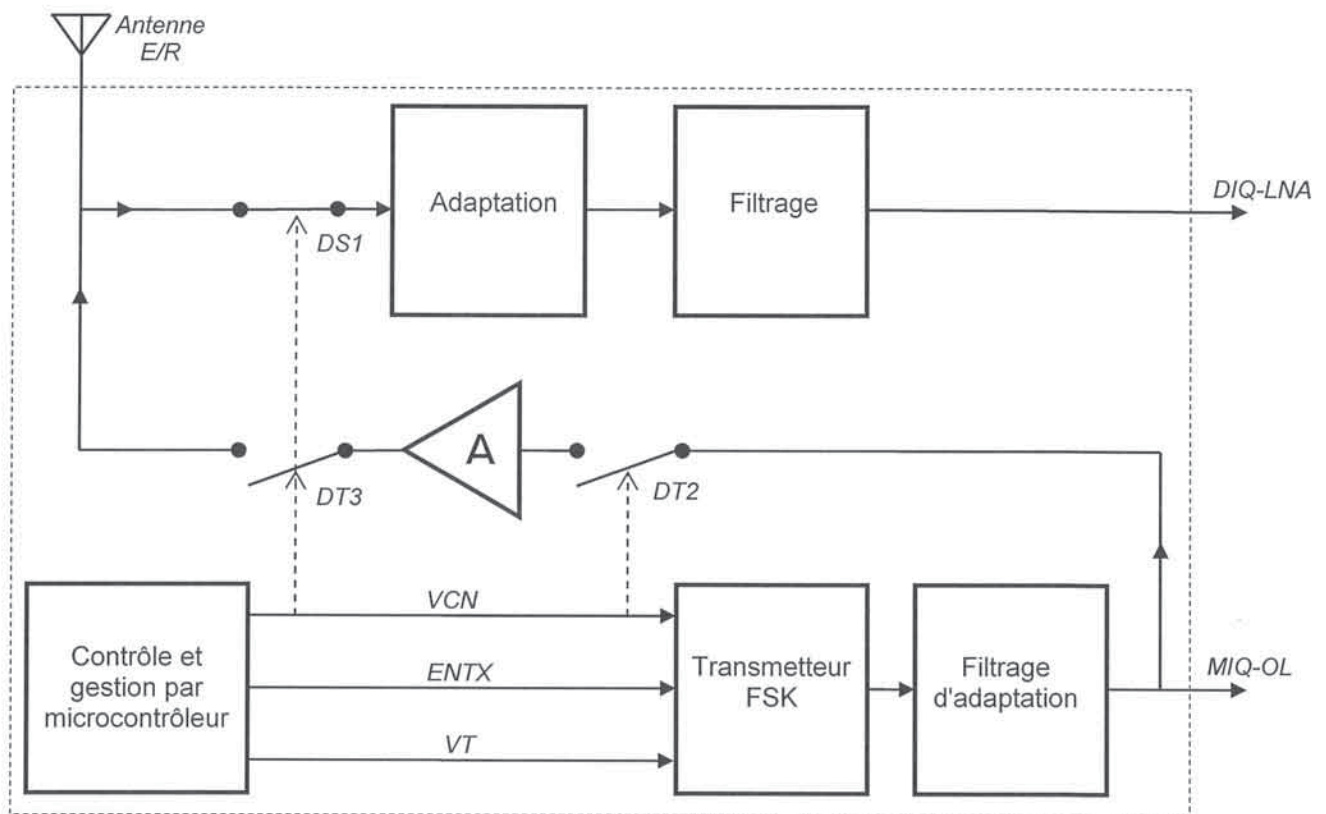 Antenne
E/R
Adaptation
Filtrage
DIQ-LNA
DS1
A
DT3
DT2
Contrôle et
gestion par
microcontrôleur
VCN
ENTX
VT
Transmetteur
FSK
Filtrage
d'adaptation
MIQ-OL